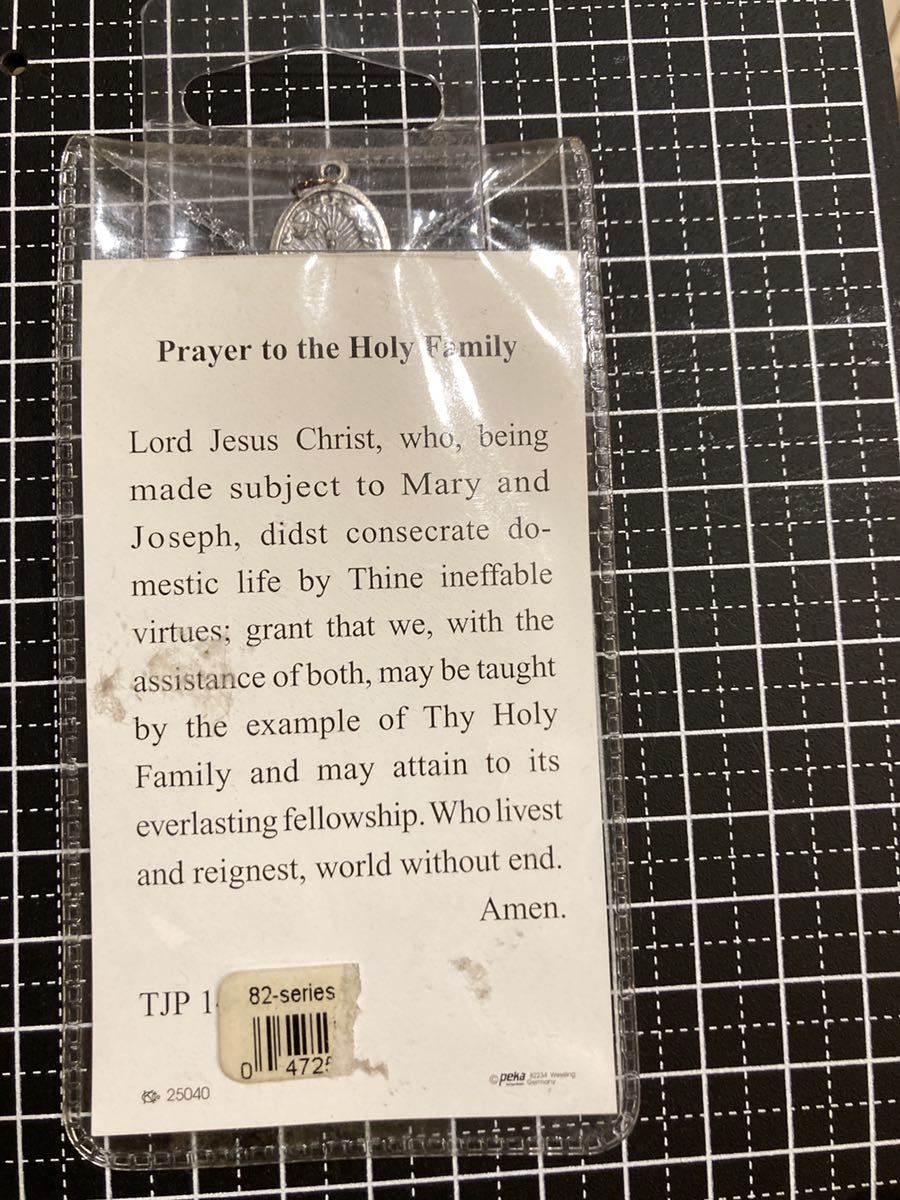 Prayer to the Holy Family
Lord Jesus Christ, who, being
made subject to Mary and
Joseph, didst consecrate do-
mestic life by Thine ineffable
virtues; grant that we, with the
assistance of both, may be taught
by the example of Thy Holy
Family and may attain to its
everlasting fellowship. Who livest
and reignest, world without end.
Amen.
TJP 1
82-series
0 472
25040
©peka 82234 Wessling
Germany